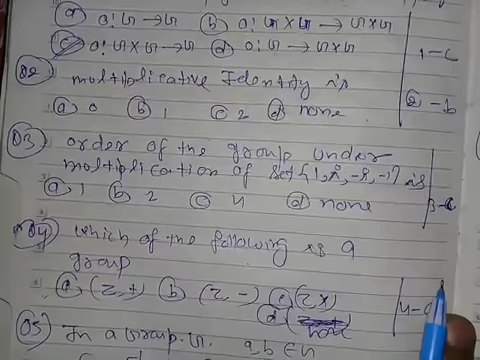 (a) o: G → G (b) o: G × G → G × G
(c) o: G × G → G (d) o: G → G × G
1-c
Q2 multiplicative Identity is
(a) 0 (b) 1 (c) 2 (d) none
2-b
Q3 order of the group under
multiplication of set {1, i, -i, -1} is
(a) 1 (b) 2 (c) 4 (d) none
3-c
Q4 which of the following is a
group
(a) (Z, +) (b) (Z, -) (c) (Z ×)
(d) non
4-a
Q5 In a Group G. a, b ∈ G